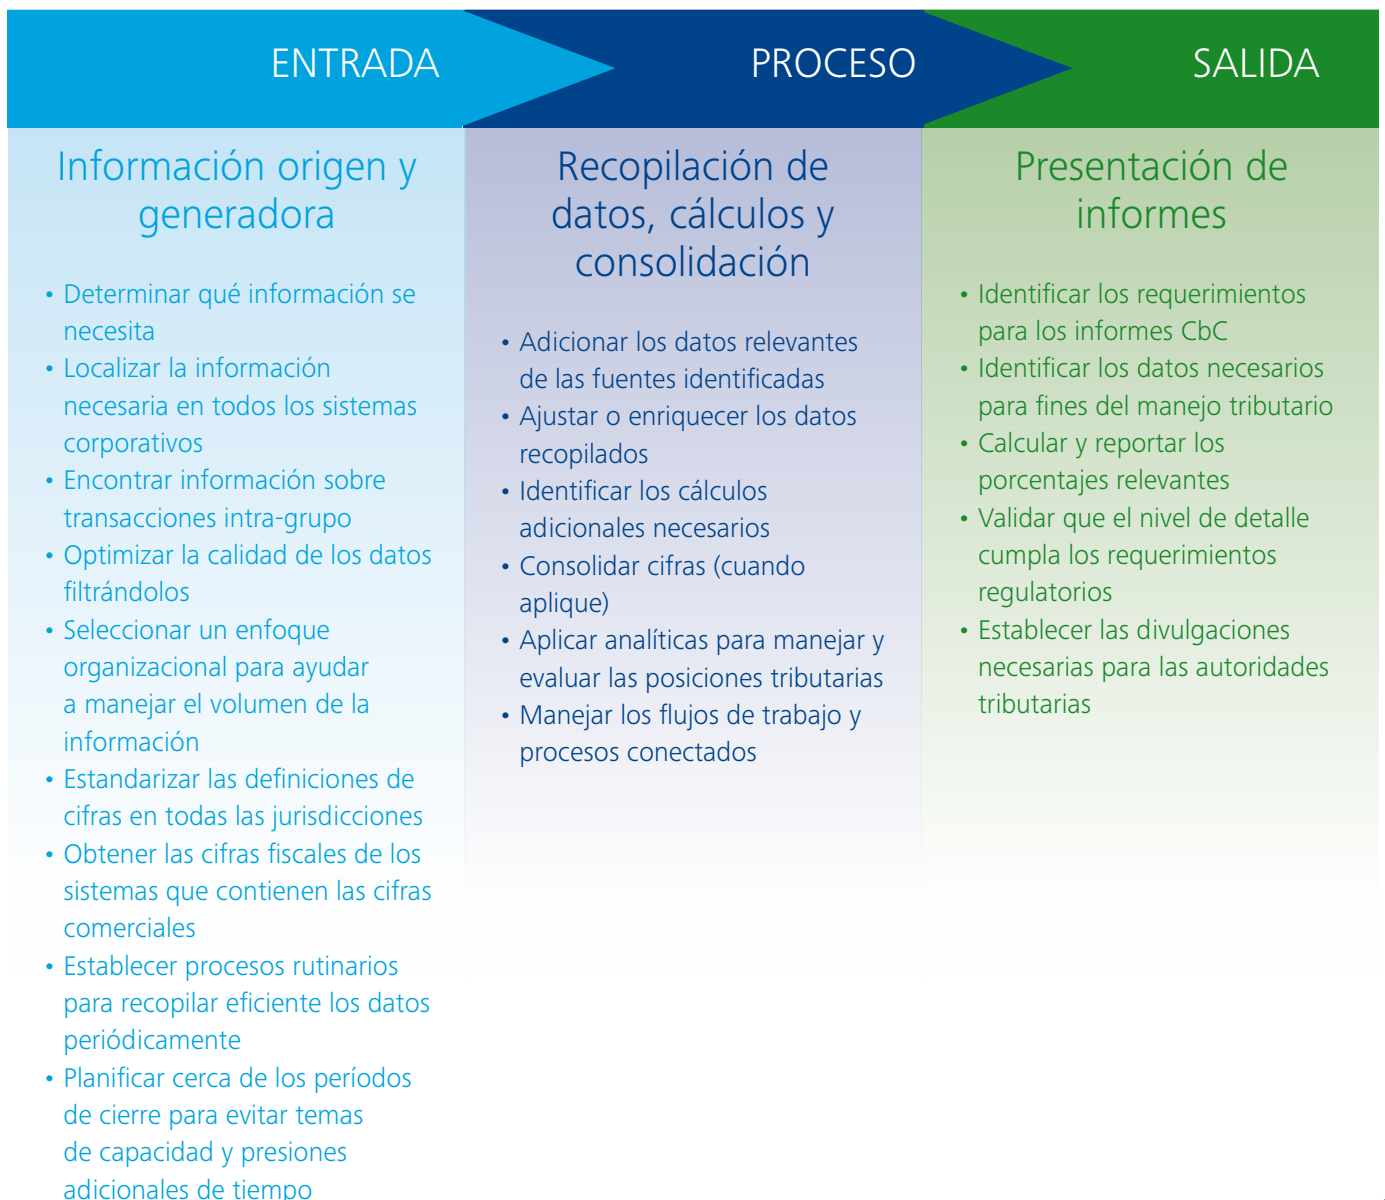 ENTRADA
PROCESO
SALIDA
Información origen y
generadora
• Determinar qué información se
necesita
• Localizar la información
necesaria en todos los sistemas
corporativos
• Encontrar información sobre
transacciones intra-grupo
• Optimizar la calidad de los datos
filtrándolos
• Seleccionar un enfoque
organizacional para ayudar
a manejar el volumen de la
información
• Estandarizar las definiciones de
cifras en todas las jurisdicciones
• Obtener las cifras fiscales de los
sistemas que contienen las cifras
comerciales
• Establecer procesos rutinarios
para recopilar eficiente los datos
periódicamente
• Planificar cerca de los períodos
de cierre para evitar temas
de capacidad y presiones
adicionales de tiempo
Recopilación de
datos, cálculos y
consolidación
• Adicionar los datos relevantes
de las fuentes identificadas
• Ajustar o enriquecer los datos
recopilados
• Identificar los cálculos
adicionales necesarios
• Consolidar cifras (cuando
aplique)
• Aplicar analíticas para manejar y
evaluar las posiciones tributarias
• Manejar los flujos de trabajo y
procesos conectados
Presentación de
informes
• Identificar los requerimientos
para los informes CbC
• Identificar los datos necesarios
para fines del manejo tributario
• Calcular y reportar los
porcentajes relevantes
• Validar que el nivel de detalle
cumpla los requerimientos
regulatorios
• Establecer las divulgaciones
necesarias para las autoridades
tributarias